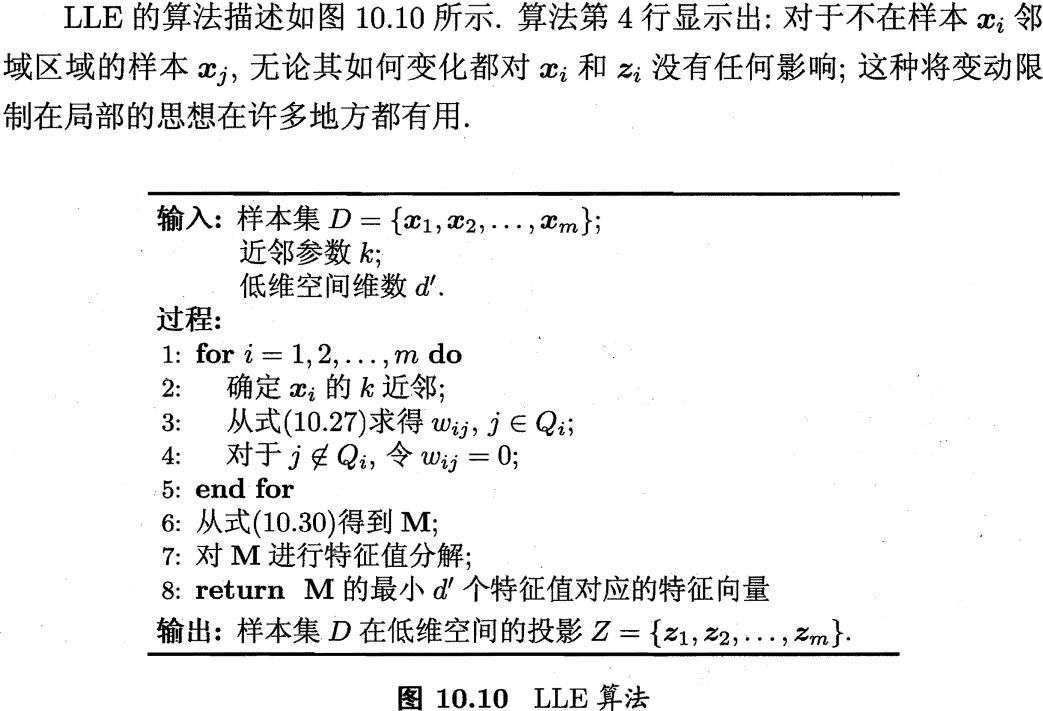 LLE 的算法描述如图 10.10 所示. 算法第 4 行显示出: 对于不在样本 $\boldsymbol{x}_i$ 邻
域区域的样本 $\boldsymbol{x}_j$, 无论其如何变化都对 $\boldsymbol{x}_i$ 和 $\boldsymbol{z}_i$ 没有任何影响; 这种将变动限
制在局部的思想在许多地方都有用.
输入: 样本集 $D = \{\boldsymbol{x}_1, \boldsymbol{x}_2, \ldots, \boldsymbol{x}_m\}$;
近邻参数 $k$;
低维空间维数 $d'$.
过程:
1: for $i = 1, 2, \ldots, m$ do
2: 确定 $\boldsymbol{x}_i$ 的 $k$ 近邻;
3: 从式(10.27)求得 $w_{ij}$, $j \in Q_i$;
4: 对于 $j \notin Q_i$, 令 $w_{ij} = 0$;
5: end for
6: 从式(10.30)得到 $\mathbf{M}$;
7: 对 $\mathbf{M}$ 进行特征值分解;
8: return $\mathbf{M}$ 的最小 $d'$ 个特征值对应的特征向量
输出: 样本集 $D$ 在低维空间的投影 $Z = \{\boldsymbol{z}_1, \boldsymbol{z}_2, \ldots, \boldsymbol{z}_m\}$.
图 10.10 LLE 算法